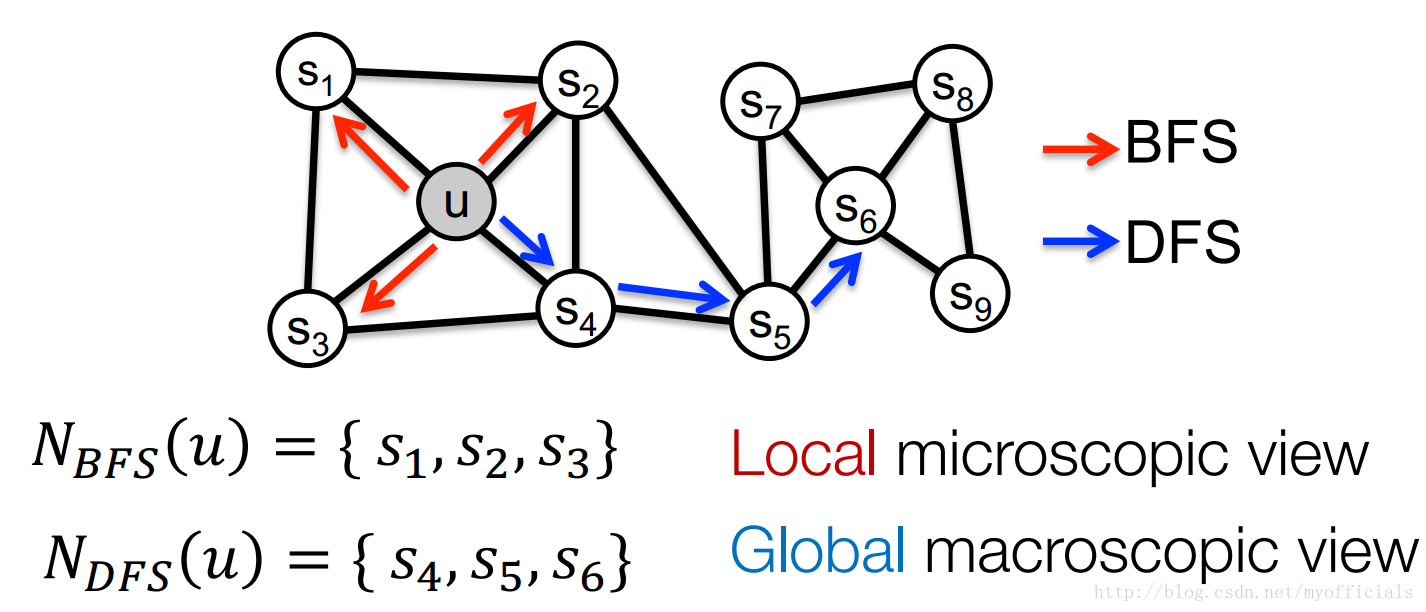 s₁
s₂
s₇
s₈
BFS
u
s₆
DFS
s₃
s₄
s₅
s₉
N_BFS(u) = { s₁, s₂, s₃}
Local microscopic view
N_DFS(u) = { s₄, s₅, s₆}
Global macroscopic view
http://blog.csdn.net/myofficials